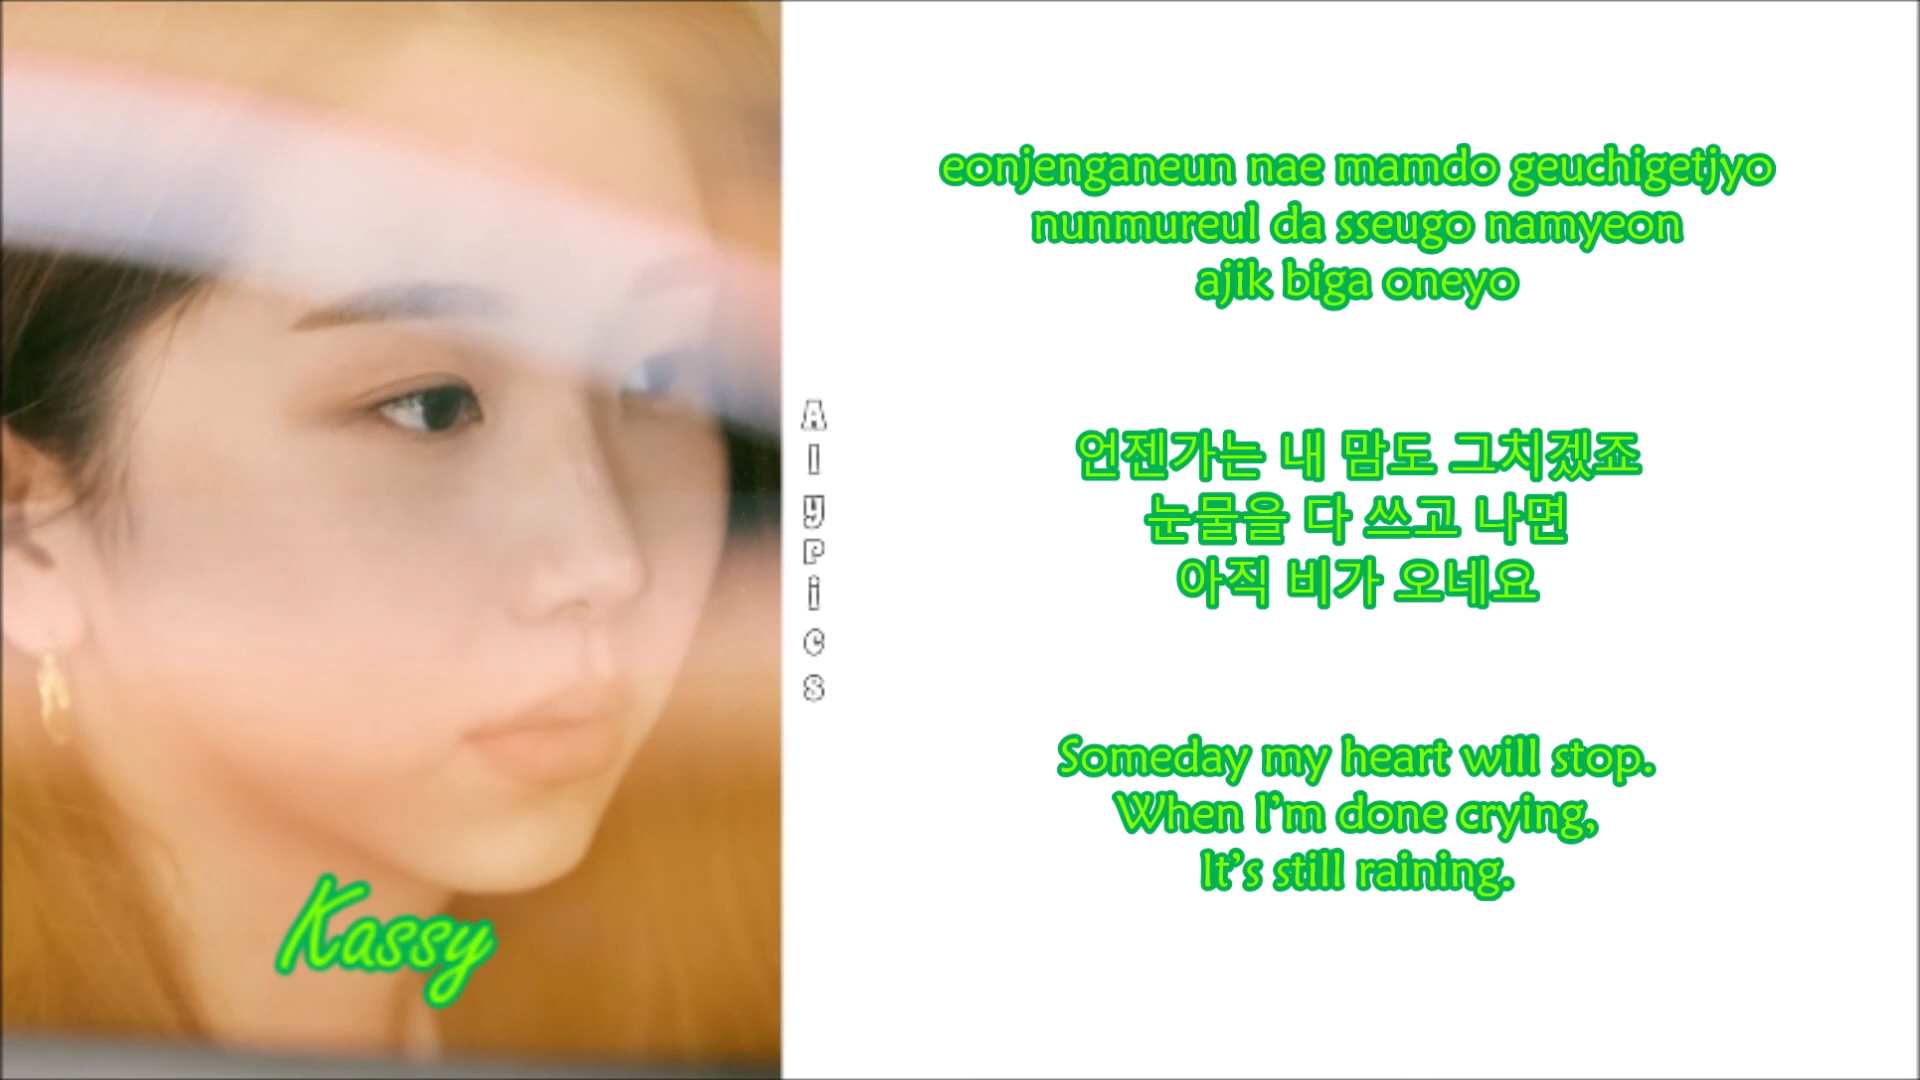 eonjenganeun nae mamdo geuchigetjyo
nunmureul da sseugo namyeon
ajik biga oneyo
언젠가는 내 맘도 그치겠죠
눈물을 다 쓰고 나면
아직 비가 오네요
Someday my heart will stop.
When I'm done crying,
It's still raining.
Alyrics
Kassy